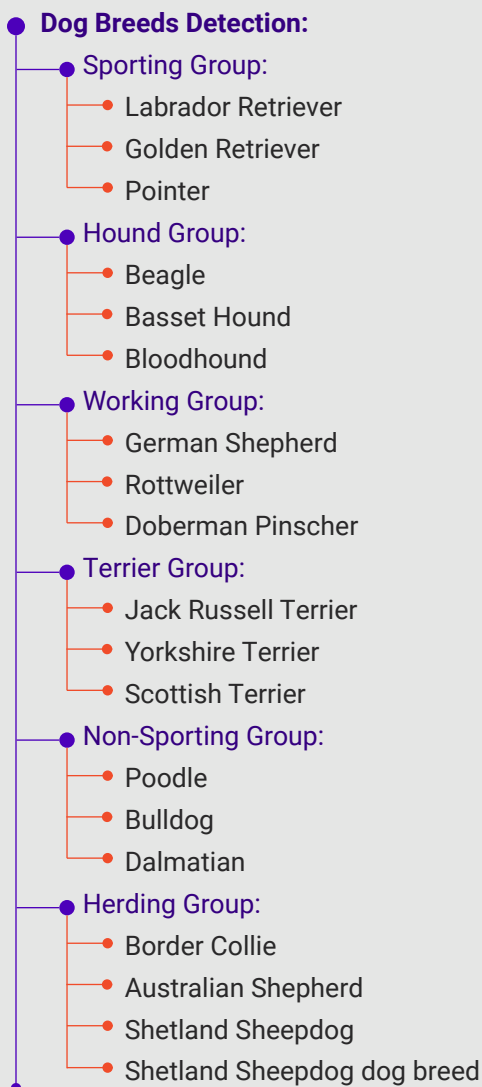 Dog Breeds Detection:
Sporting Group:
Labrador Retriever
Golden Retriever
Pointer
Hound Group:
Beagle
Basset Hound
Bloodhound
Working Group:
German Shepherd
Rottweiler
Doberman Pinscher
Terrier Group:
Jack Russell Terrier
Yorkshire Terrier
Scottish Terrier
Non-Sporting Group:
Poodle
Bulldog
Dalmatian
Herding Group:
Border Collie
Australian Shepherd
Shetland Sheepdog
Shetland Sheepdog dog breed